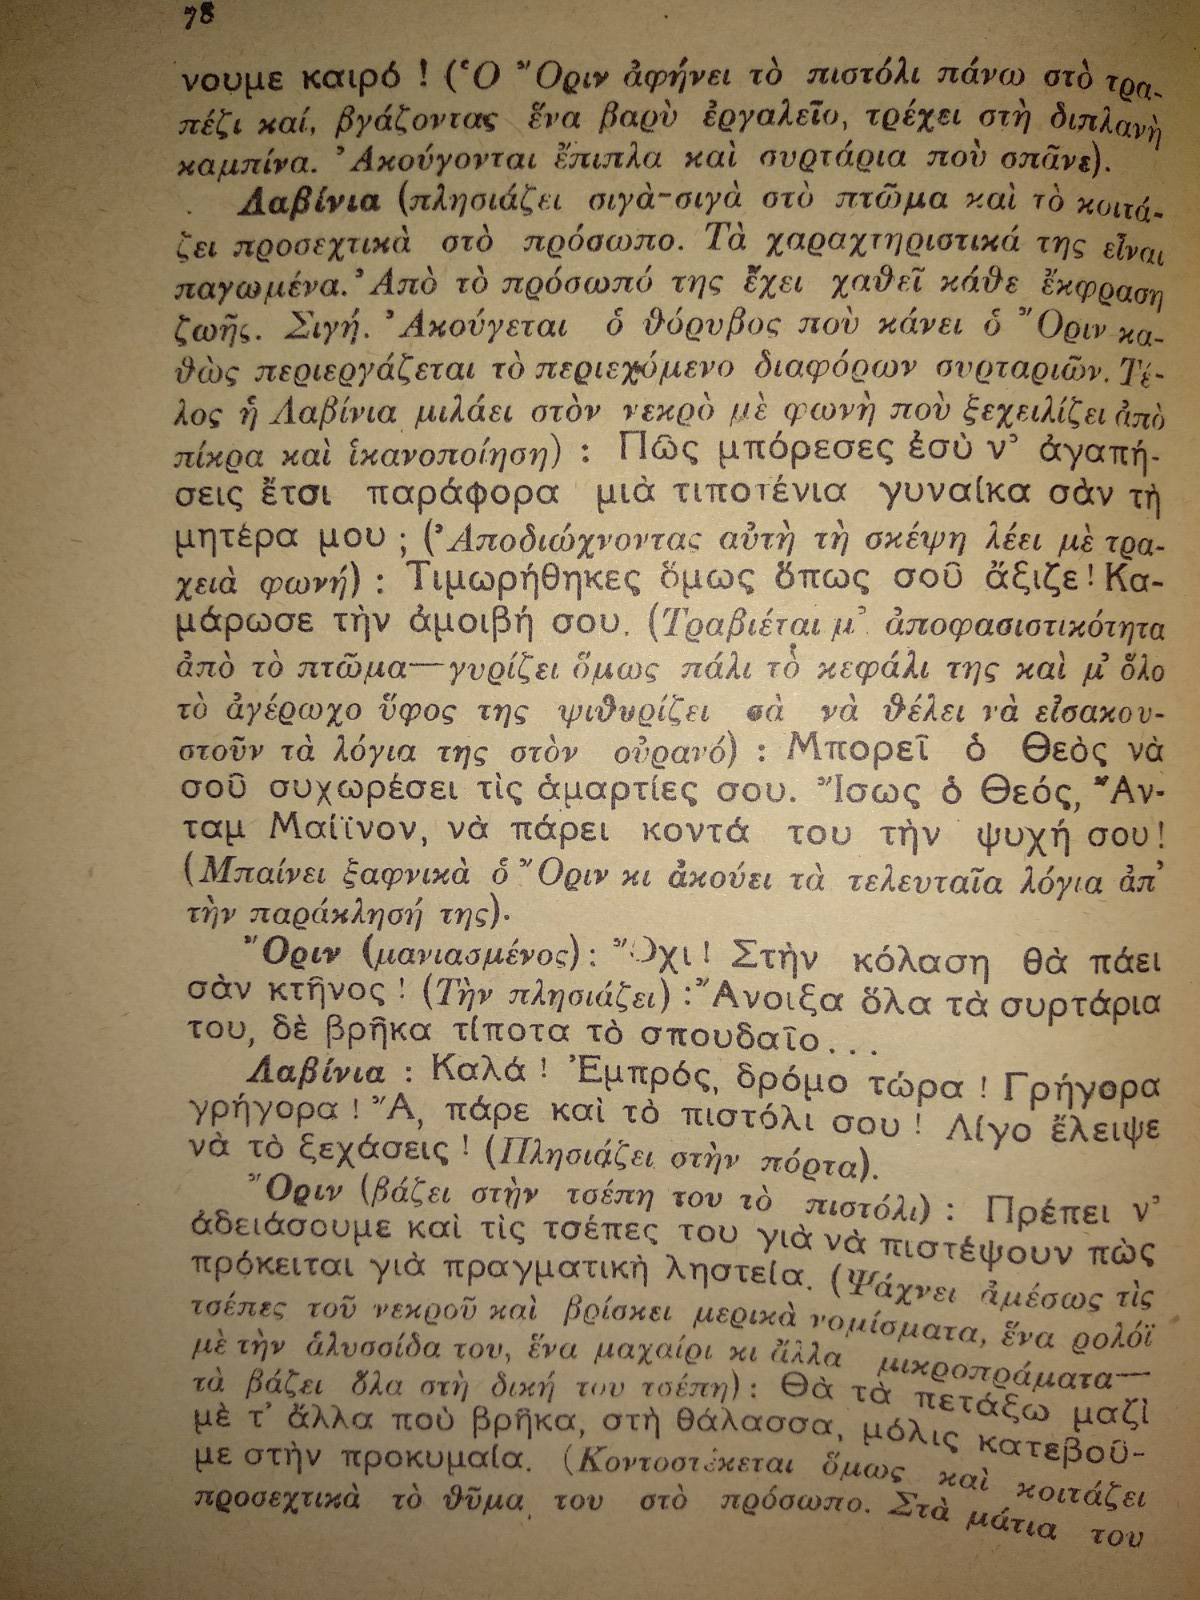 78
νουμε καιρό ! (Ὁ Ὄριν ἀφήνει τὸ πιστόλι πάνω στὸ τρα-
πέζι καί, βγάζοντας ἕνα βαρὺ ἐργαλεῖο, τρέχει στὴ διπλανὴ
καμπίνα. Ἀκούγονται ἔπιπλα καὶ συρτάρια ποὺ σπᾶνε).
Λαβίνια (πλησιάζει σιγὰ-σιγὰ στὸ πτῶμα καὶ τὸ κοιτά-
ζει προσεχτικὰ στὸ πρόσωπο. Τὰ χαραχτηριστικά της εἶναι
παγωμένα. Ἀπὸ τὸ πρόσωπό της ἔχει χαθεῖ κάθε ἔκφραση
ζωῆς. Σιγή. Ἀκούγεται ὁ θόρυβος ποὺ κάνει ὁ Ὄριν κα-
θὼς περιεργάζεται τὸ περιεχόμενο διαφόρων συρταριῶν. Τέ-
λος ἡ Λαβίνια μιλάει στὸν νεκρὸ μὲ φωνὴ ποὺ ξεχειλίζει ἀπὸ
πίκρα καὶ ἱκανοποίηση) : Πῶς μπόρεσες ἐσὺ ν’ ἀγαπή-
σεις ἔτσι παράφορα μιὰ τιποτένια γυναίκα σὰν τὴ
μητέρα μου ; (Ἀποδιώχνοντας αὐτὴ τὴ σκέψη λέει μὲ τρα-
χειὰ φωνή) : Τιμωρήθηκες ὅμως ὅπως σοῦ ἄξιζε! Κα-
μάρωσε τὴν ἀμοιβή σου. (Τραβιέται μ’ ἀποφασιστικότητα
ἀπὸ τὸ πτῶμα—γυρίζει ὅμως πάλι τὸ κεφάλι της καὶ μ’ ὅλο
τὸ ἀγέρωχο ὕφος της ψιθυρίζει σὰ νὰ θέλει νὰ εἰσακου-
στοῦν τὰ λόγια της στὸν οὐρανό) : Μπορεῖ ὁ Θεὸς νὰ
σοῦ συχωρέσει τὶς ἁμαρτίες σου. Ἴσως ὁ Θεός, Ἄν-
ταμ Μαίϊνον, νὰ πάρει κοντά του τὴν ψυχή σου!
(Μπαίνει ξαφνικὰ ὁ Ὄριν κι ἀκούει τὰ τελευταῖα λόγια ἀπ’
τὴν παράκλησή της).
Ὄριν (μανιασμένος) : Ὄχι ! Στὴν κόλαση θὰ πάει
σὰν κτῆνος ! (Τὴν πλησιάζει) : Ἄνοιξα ὅλα τὰ συρτάρια
του, δὲ βρῆκα τίποτα τὸ σπουδαῖο...
Λαβίνια : Καλά ! Ἐμπρός, δρόμο τώρα ! Γρήγορα
γρήγορα ! Ἄ, πάρε καὶ τὸ πιστόλι σου ! Λίγο ἔλειψε
νὰ τὸ ξεχάσεις ! (Πλησιάζει στὴν πόρτα).
Ὄριν (βάζει στὴν τσέπη του τὸ πιστόλι) : Πρέπει ν’
ἀδειάσουμε καὶ τὶς τσέπες του γιὰ νὰ πιστέψουν πὼς
πρόκειται γιὰ πραγματικὴ ληστεία. (Ψάχνει ἀμέσως τὶς
τσέπες τοῦ νεκροῦ καὶ βρίσκει μερικὰ νομίσματα, ἕνα ρολόϊ
μὲ τὴν ἁλυσσίδα του, ἕνα μαχαίρι κι ἄλλα μικροπράματα—
τὰ βάζει ὅλα στὴ δική του τσέπη) : Θὰ τὰ πετάξω μαζὶ
μὲ τ’ ἄλλα ποὺ βρῆκα, στὴ θάλασσα, μόλις κατεβοῦ-
με στὴν προκυμαία. (Κοντοστέκεται ὅμως καὶ κοιτάζει
προσεχτικὰ τὸ θῦμα του στὸ πρόσωπο. Στὰ μάτια του